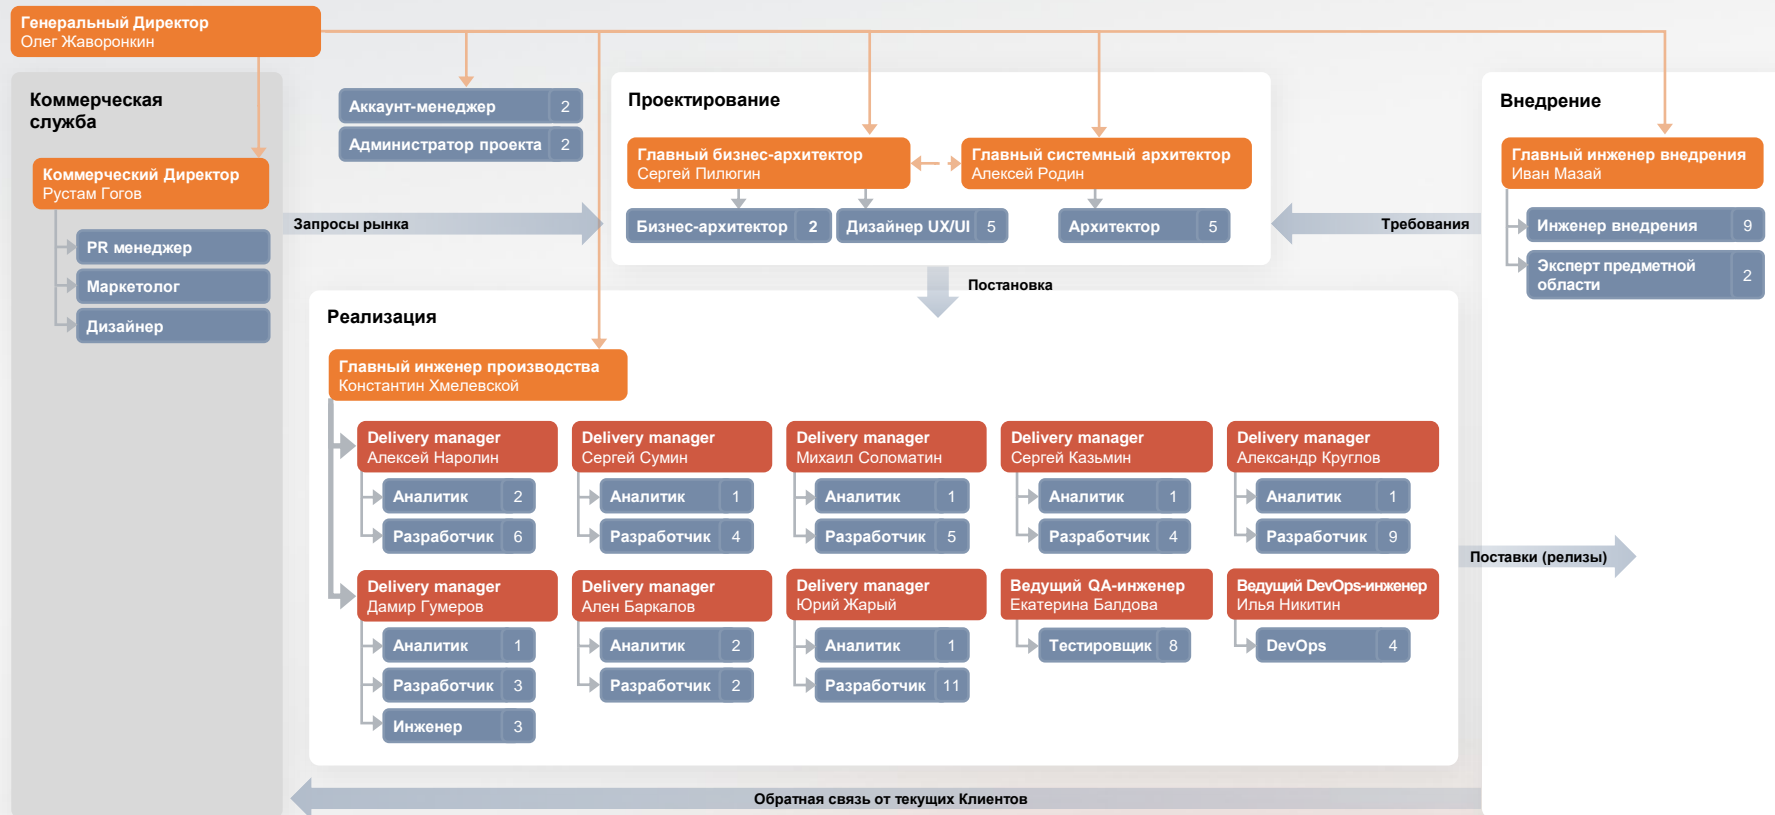 Генеральный Директор
Олег Жаворонкин
Коммерческая
служба
Коммерческий Директор
Рустам Гогов
PR менеджер
Маркетолог
Дизайнер
Аккаунт-менеджер 2
Администратор проекта 2
Запросы рынка
Проектирование
Главный бизнес-архитектор
Сергей Пилюгин
Главный системный архитектор
Алексей Родин
Бизнес-архитектор 2
Дизайнер UX/UI 5
Архитектор 5
Требования
Внедрение
Главный инженер внедрения
Иван Мазай
Инженер внедрения 9
Эксперт предметной
области 2
Постановка
Реализация
Главный инженер производства
Константин Хмелевской
Delivery manager
Алексей Наролин
Аналитик 2
Разработчик 6
Delivery manager
Сергей Сумин
Аналитик 1
Разработчик 4
Delivery manager
Михаил Соломатин
Аналитик 1
Разработчик 5
Delivery manager
Сергей Казьмин
Аналитик 1
Разработчик 4
Delivery manager
Александр Круглов
Аналитик 1
Разработчик 9
Delivery manager
Дамир Гумеров
Аналитик 1
Разработчик 3
Инженер 3
Delivery manager
Ален Баркалов
Аналитик 2
Разработчик 2
Delivery manager
Юрий Жарый
Аналитик 1
Разработчик 11
Ведущий QA-инженер
Екатерина Балдова
Тестировщик 8
Ведущий DevOps-инженер
Илья Никитин
DevOps 4
Поставки (релизы)
Обратная связь от текущих Клиентов